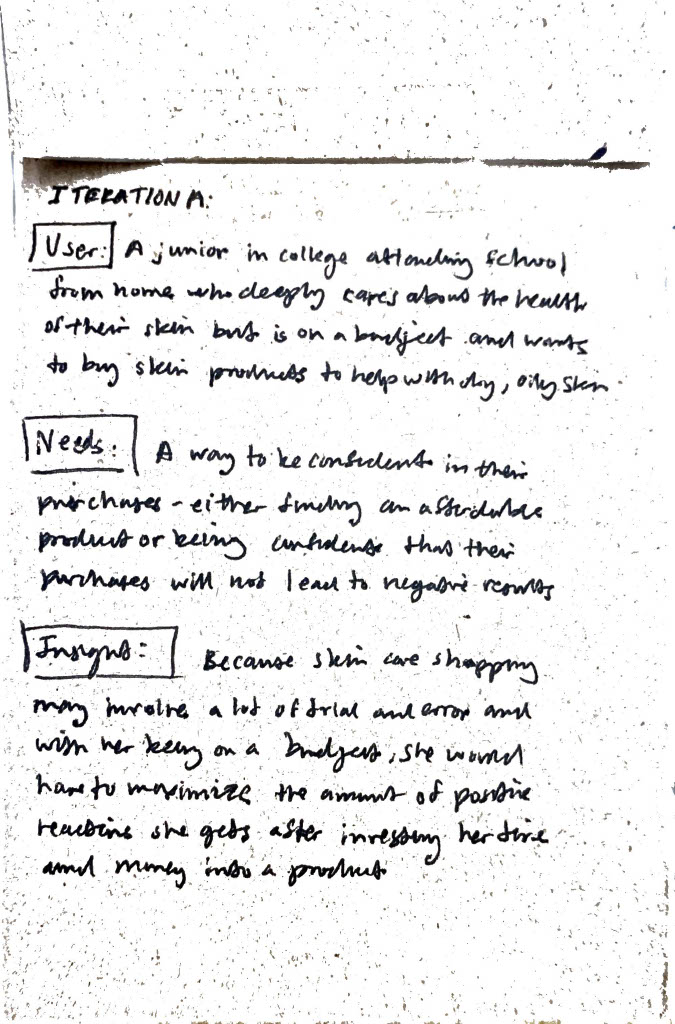 ITERATION A:
User: A junior in college attending school
from home who deeply cares about the health
of their skin but is on a budject and wants
to buy skin products to help with dry, oily skin.
Needs: A way to be confident in their
purchases - either finding an affordable
product or being confident that their
purchases will not lead to negative results
Insight: Because skin care shopping
may involve a lot of trial and error and
with her being on a budject, she would
have to maximize the amount of positive
reactions she gets after investing her time
and money into a product